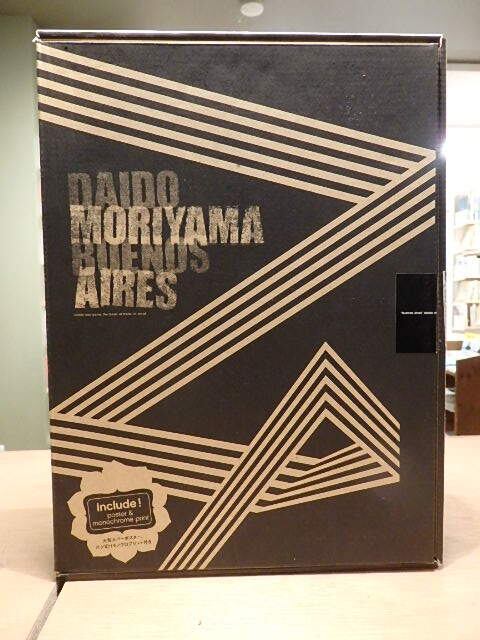 DAIDO
MORIYAMA
BUENOS
AIRES
Include!
poster &
monochrome print